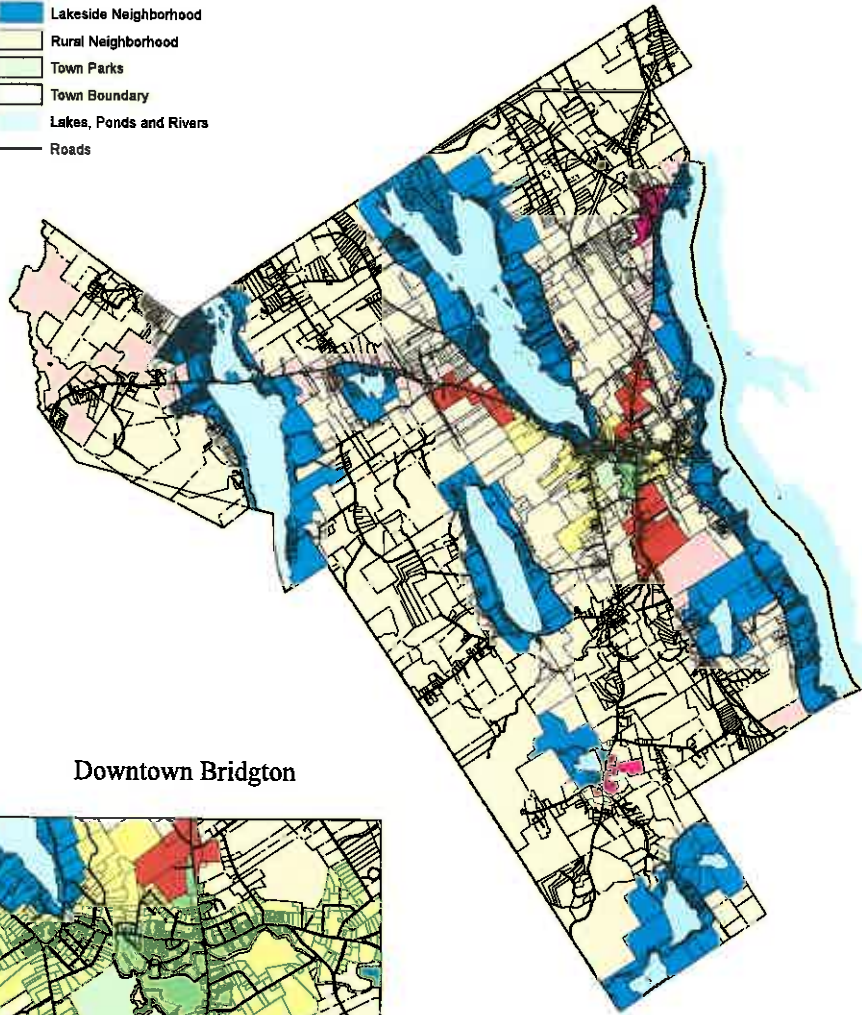 Lakeside Neighborhood
Rural Neighborhood
Town Parks
Town Boundary
Lakes, Ponds and Rivers
Roads
Downtown Bridgton